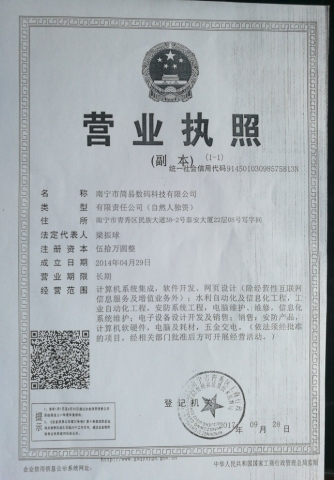 营业执照
(副 本) (1-1)
统一社会信用代码91450103098575812N
名 称 南宁市简易数码科技有限公司
类 型 有限责任公司(自然人独资)
住 所 南宁市青秀区民族大道38-2号泰安大厦22层08号写字间
法定代表人 梁振球
注册资本 伍拾万圆整
成立日期 2014年04月29日
营业期限 长期
经营范围 计算机系统集成,软件开发、网页设计(除经营性互联网
信息服务及增值业务外);水利自动化及信息化工程,工
业自动化工程,安防系统工程,电脑维护、维修,信息化
系统维护;电子设备设计开发及销售;销售:安防产品,
计算机软硬件,电脑及耗材,五金交电。(依法须经批准
的项目,经相关部门批准后方可开展经营活动。)
提示
登记机关
2017 09 月 28 日
企业信用信息公示系统网址:
中华人民共和国国家工商行政管理总局监制